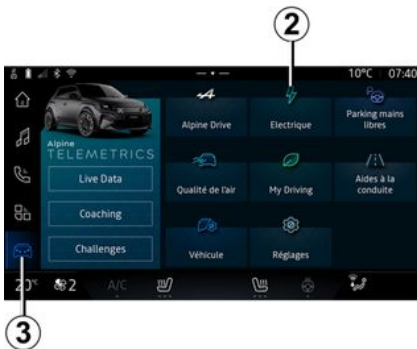 2
10°C 07:40
Alpine
TELEMETRICS
Live Data
Coaching
Challenges
Alpine Drive
Electrique
Parking mains
libres
Qualité de l'air
My Driving
Aides à la
conduite
Véhicule
Réglages
20°C
2
A/C
3